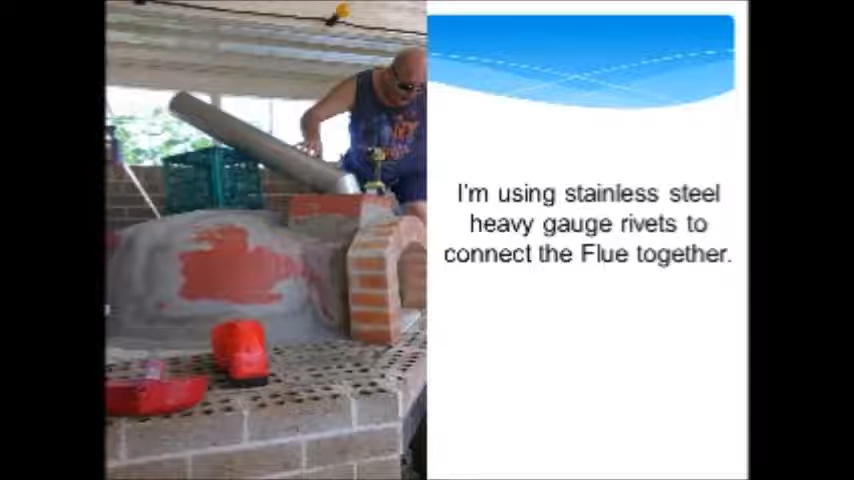 I'm using stainless steel
heavy gauge rivets to
connect the Flue together.